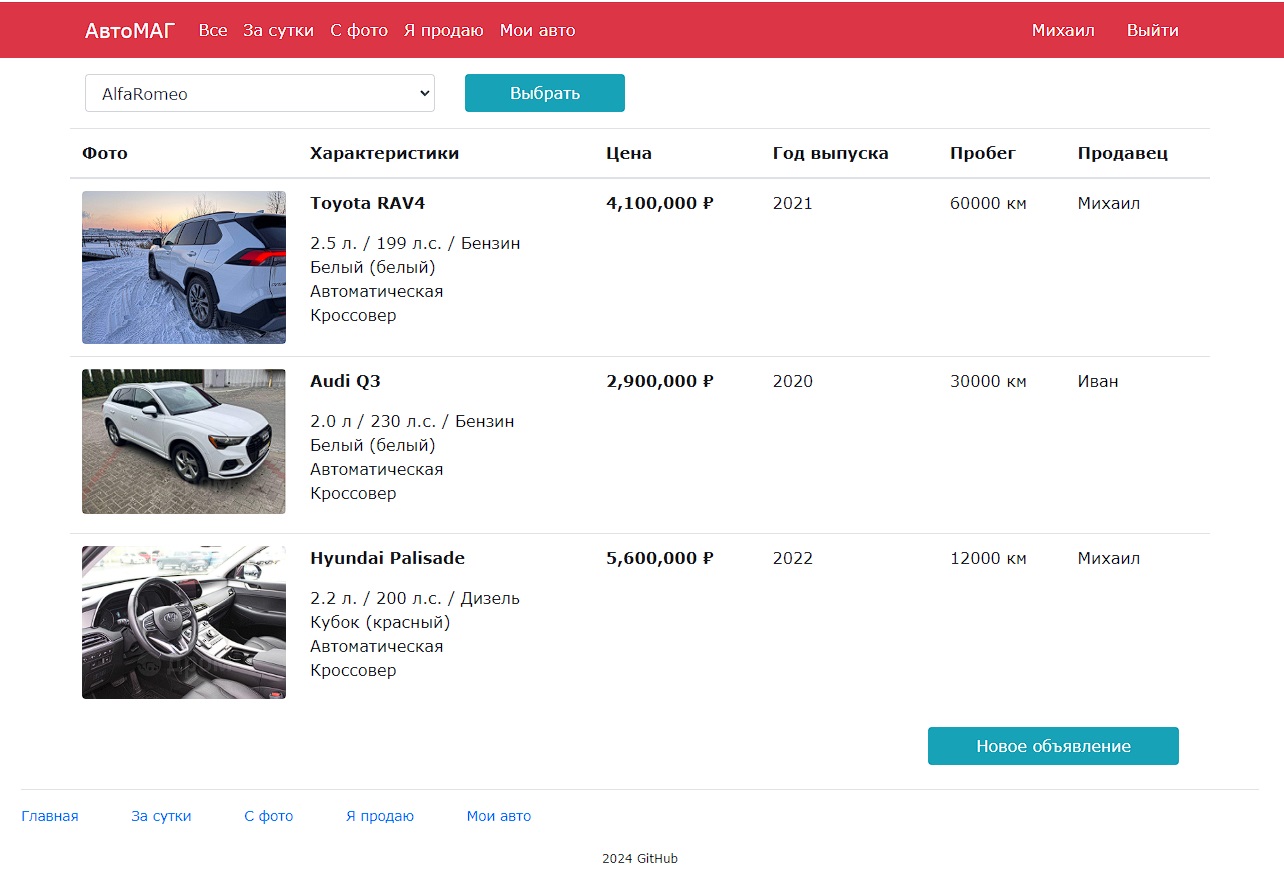 АвтоМАГ Все За сутки С фото Я продаю Мои авто Михаил Выйти
AlfaRomeo Выбрать
Фото Характеристики Цена Год выпуска Пробег Продавец
Toyota RAV4 4,100,000 ₽ 2021 60000 км Михаил
2.5 л. / 199 л.с. / Бензин
Белый (белый)
Автоматическая
Кроссовер
Audi Q3 2,900,000 ₽ 2020 30000 км Иван
2.0 л / 230 л.с. / Бензин
Белый (белый)
Автоматическая
Кроссовер
Hyundai Palisade 5,600,000 ₽ 2022 12000 км Михаил
2.2 л. / 200 л.с. / Дизель
Кубок (красный)
Автоматическая
Кроссовер
Новое объявление
Главная За сутки С фото Я продаю Мои авто
2024 GitHub